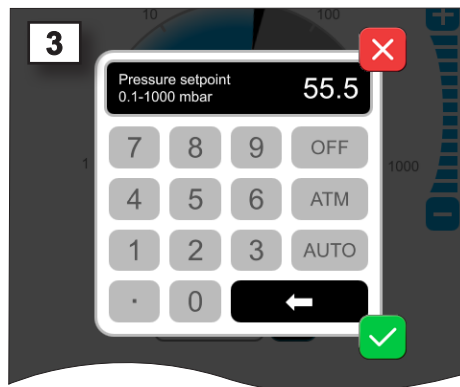 3
10
100
Pressure setpoint
0.1-1000 mbar
55.5
7 8 9 OFF
1
1000
4 5 6 ATM
1 2 3 AUTO
. 0